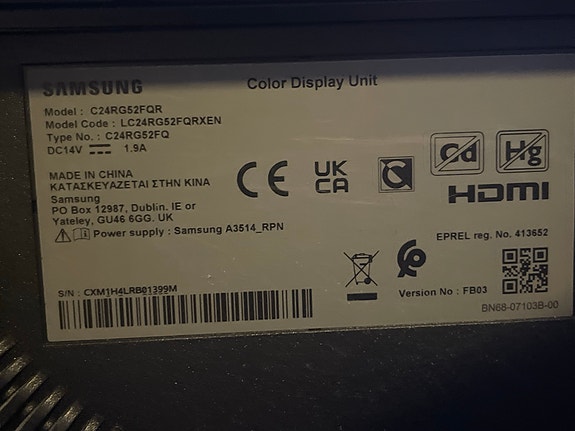 SAMSUNG
Color Display Unit
Model : C24RG52FQR
Model Code : LC24RG52FQRXEN
Type No. : C24RG52FQ
DC14V ⎓ 1.9A
MADE IN CHINA
ΚΑΤΑΣΚΕΥΑΖΕΤΑΙ ΣΤΗΝ ΚΙΝΑ
Samsung
PO Box 12987, Dublin. IE or
Yateley, GU46 6GG. UK
Power supply : Samsung A3514_RPN
CE
UK
CA
C
Cd
Hg
HDMI
EPREL reg. No. 413652
S/N : CXM1H4LRB01399M
Version No : FB03
BN68-07103B-00